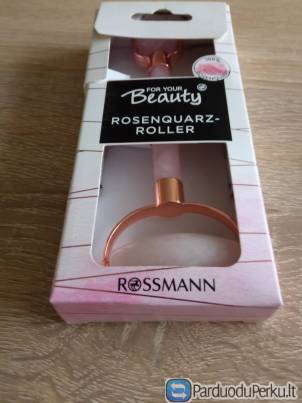 FOR YOUR
Beauty
ROSENQUARZ-
ROLLER
ROSSMANN
ParduoduPerku.lt